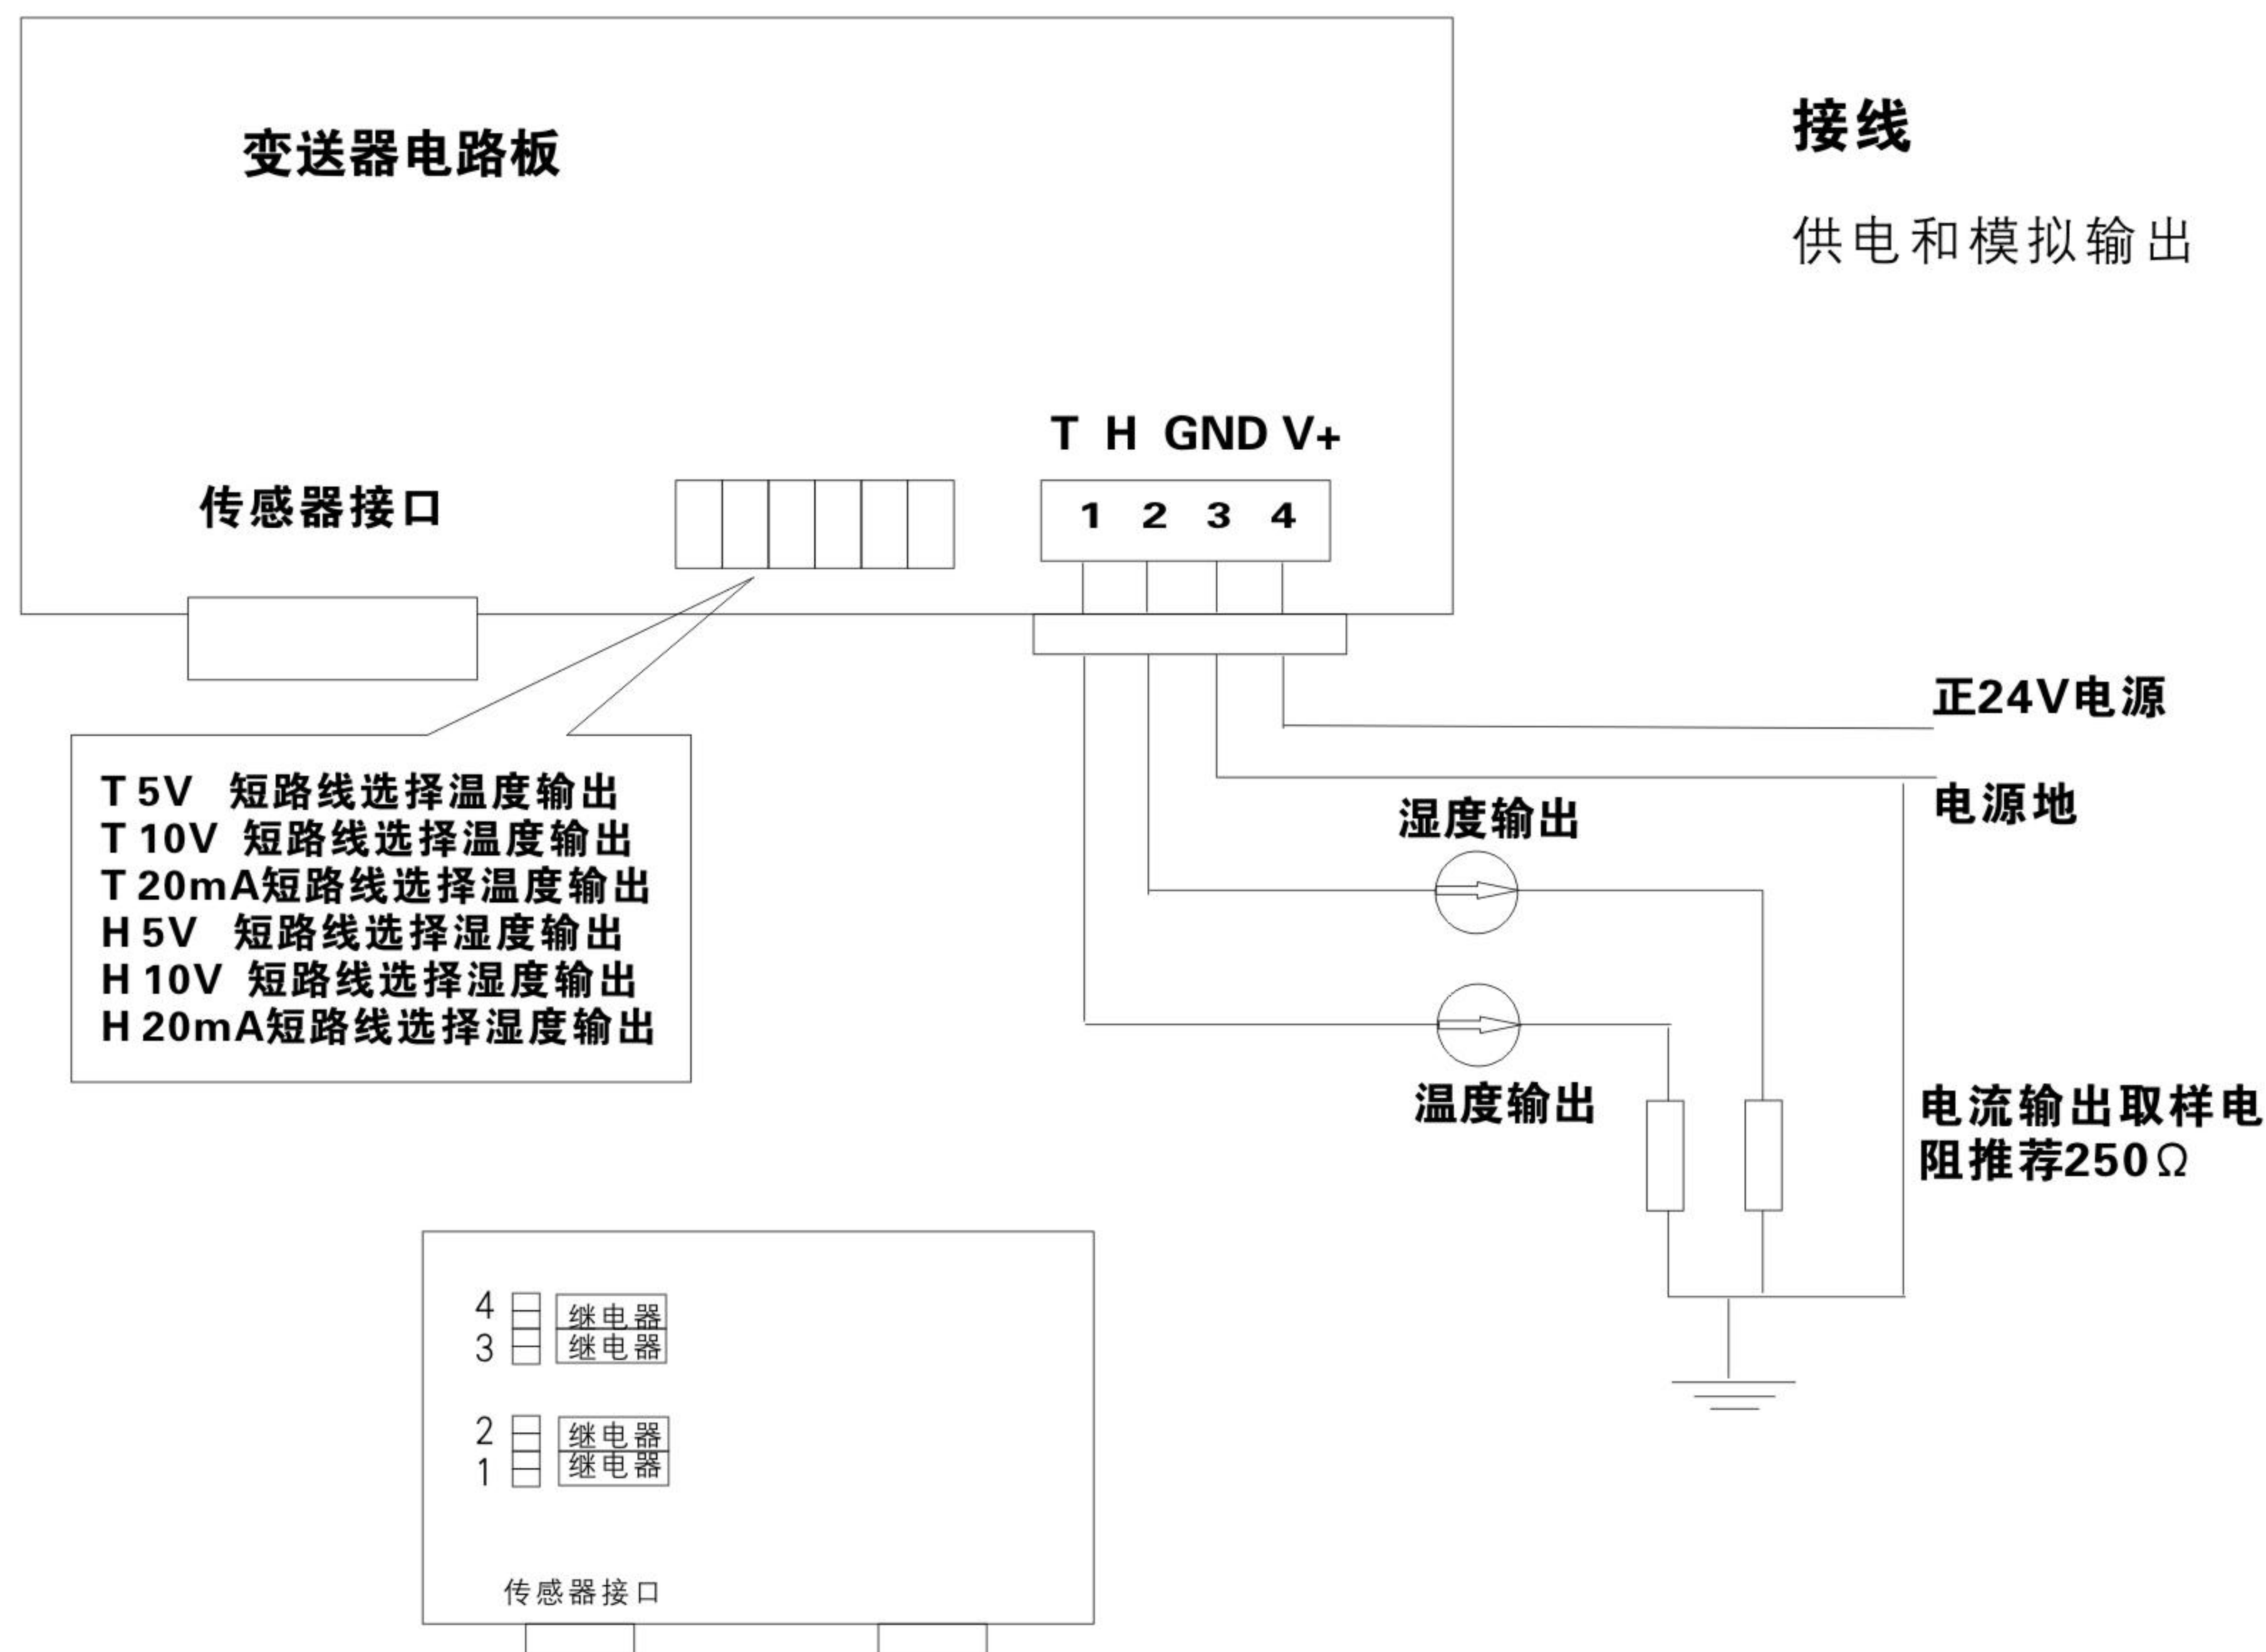 变送器电路板
接线
供电和模拟输出
T H GND V+
传感器接口
1 2 3 4
正24V电源
电源地
T 5V 短路线选择温度输出
T 10V 短路线选择温度输出
T 20mA短路线选择温度输出
H 5V 短路线选择湿度输出
H 10V 短路线选择湿度输出
H 20mA短路线选择湿度输出
湿度输出
温度输出
电流输出取样电
阻推荐250Ω
4 继电器
3 继电器
2 继电器
1 继电器
传感器接口